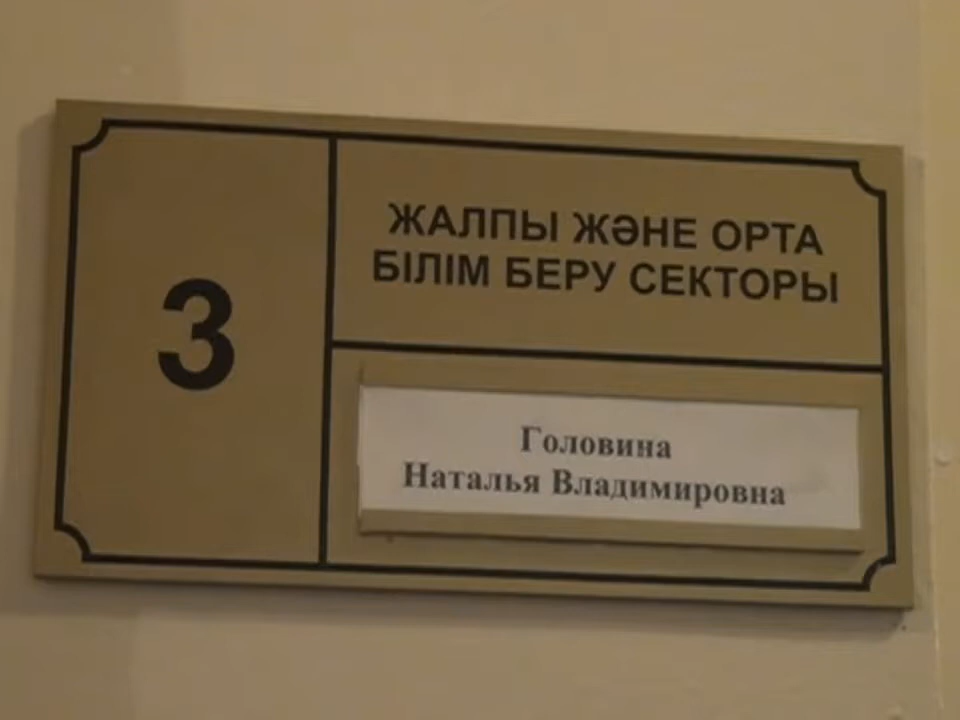 3
ЖАЛПЫ ЖӘНЕ ОРТА
БІЛІМ БЕРУ СЕКТОРЫ
Головина
Наталья Владимировна